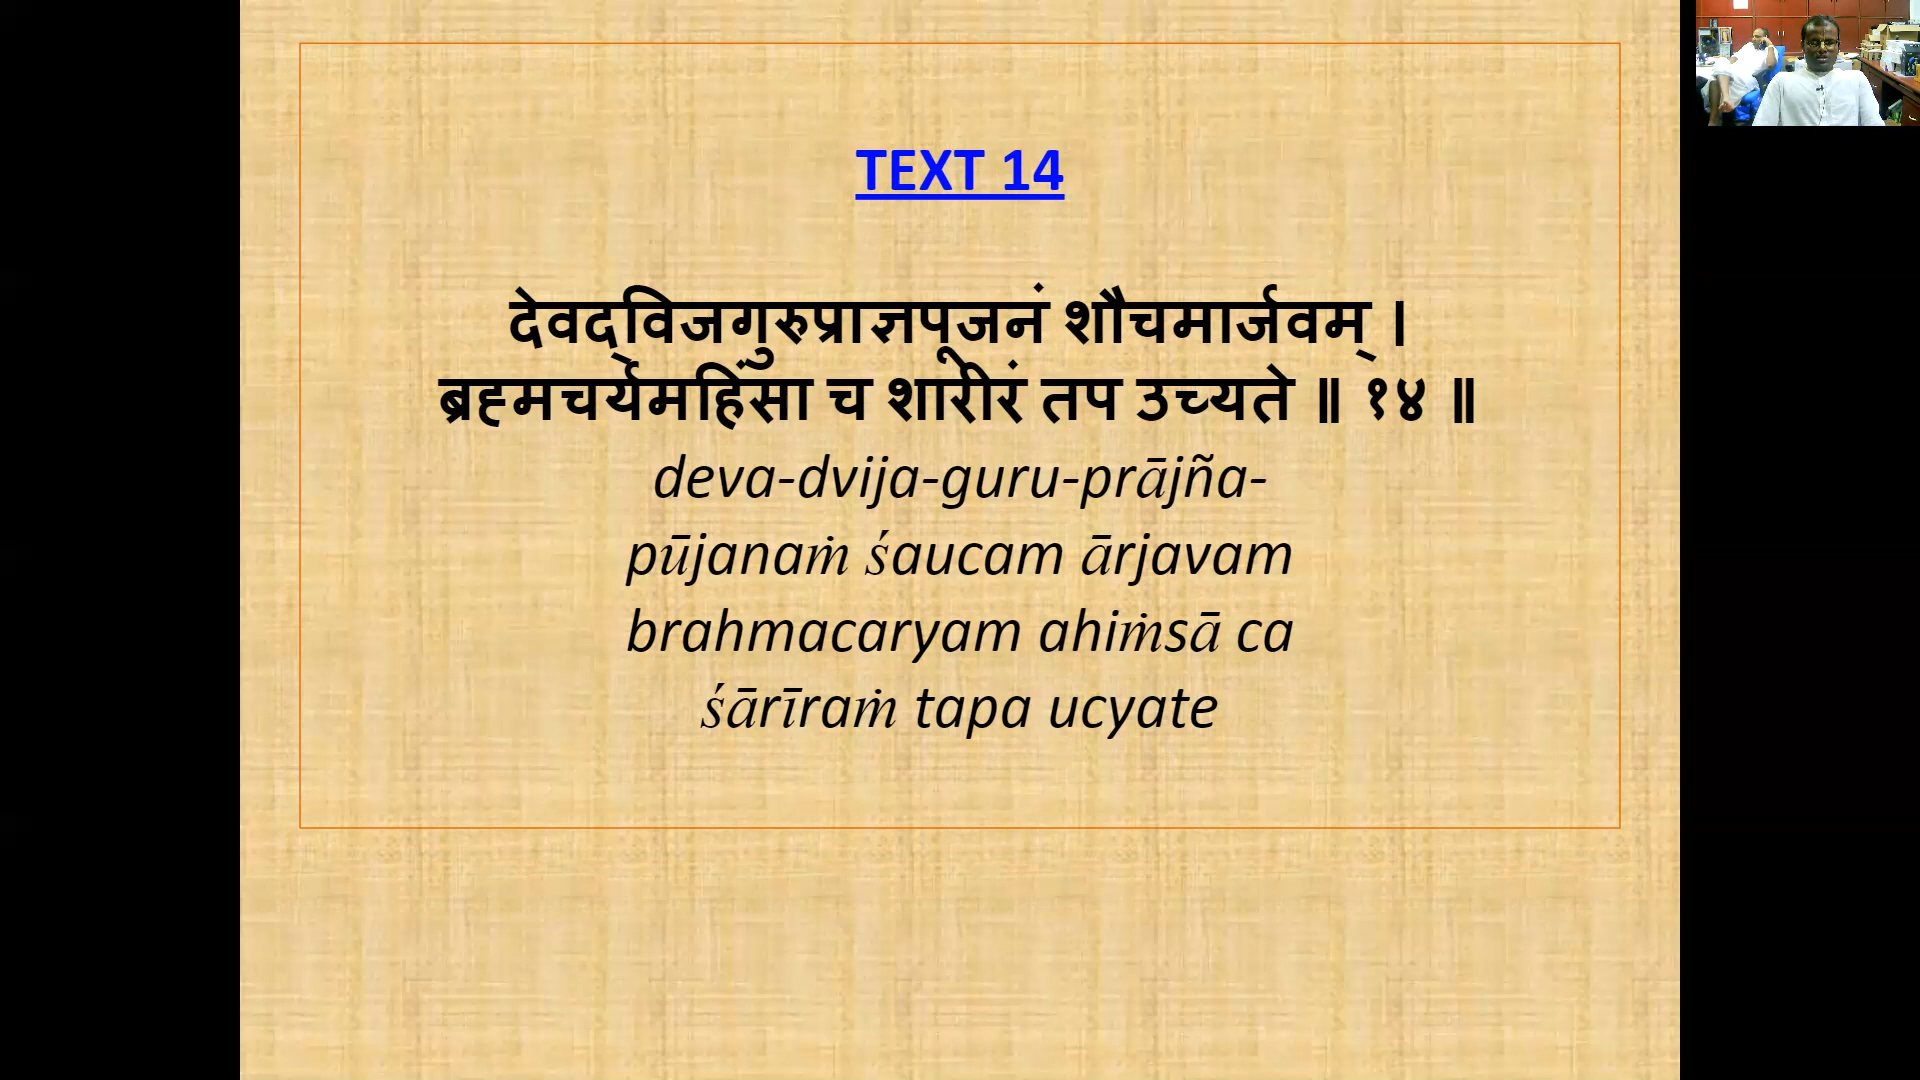 TEXT 14
देवद्विजगुरुप्राज्ञपूजनं शौचमार्जवम् ।
ब्रह्मचर्यमहिंसा च शारीरं तप उच्यते ॥ १४ ॥
deva-dvija-guru-prājña-
pūjanaṁ śaucam ārjavam
brahmacaryam ahiṁsā ca
śārīraṁ tapa ucyate